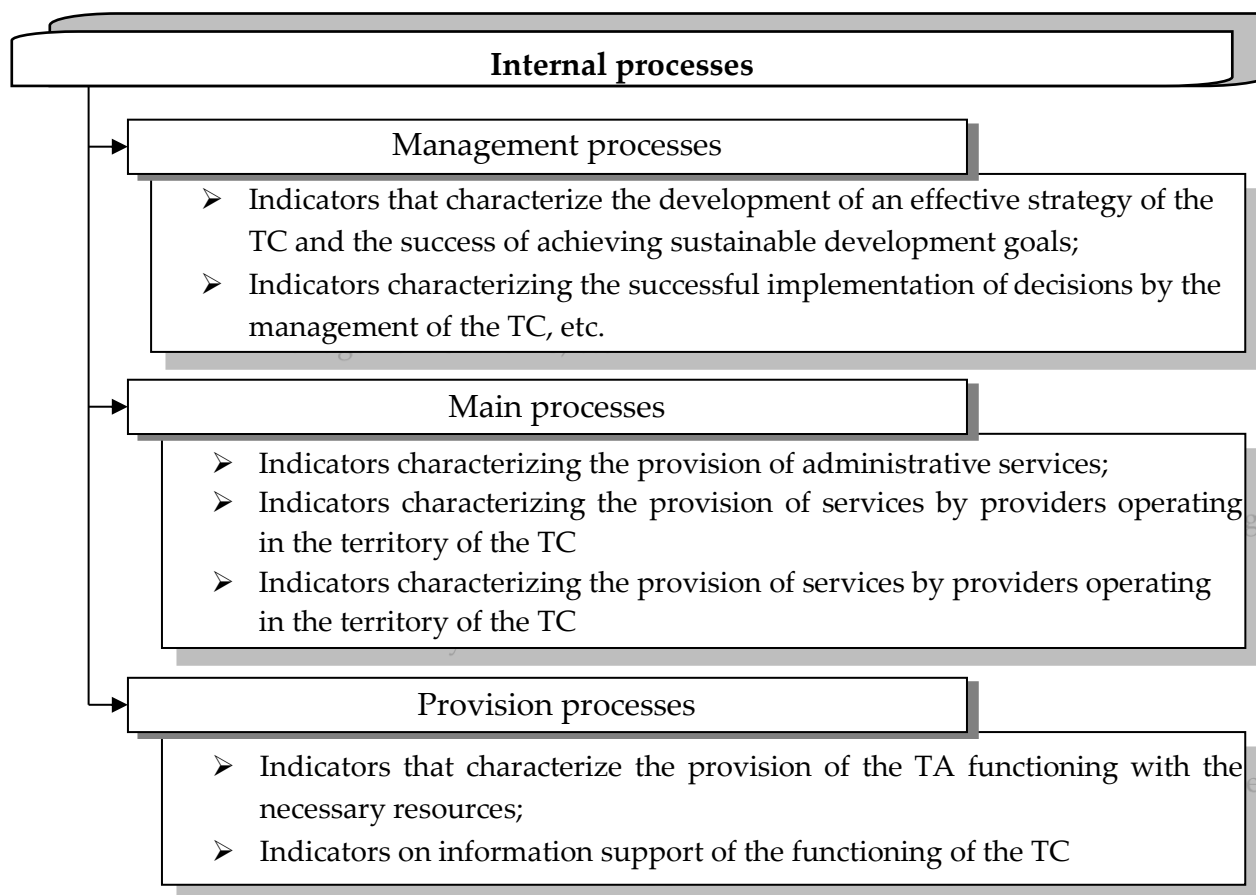 Internal processes
Management processes
➢ Indicators that characterize the development of an effective strategy of the
TC and the success of achieving sustainable development goals;
➢ Indicators characterizing the successful implementation of decisions by the
management of the TC, etc.
Main processes
➢ Indicators characterizing the provision of administrative services;
➢ Indicators characterizing the provision of services by providers operating
in the territory of the TC
➢ Indicators characterizing the provision of services by providers operating
in the territory of the TC
Provision processes
➢ Indicators that characterize the provision of the TA functioning with the
necessary resources;
➢ Indicators on information support of the functioning of the TC